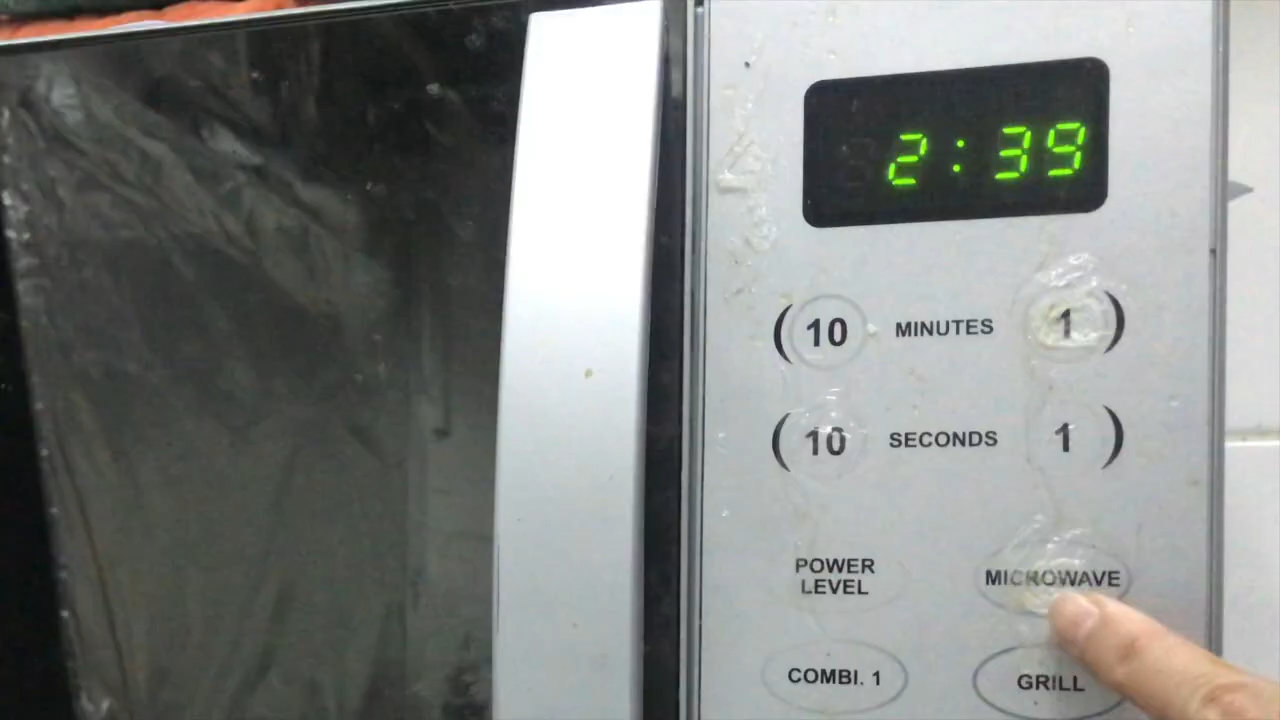 2:39
10 MINUTES 1
10 SECONDS 1
POWER
LEVEL
MICROWAVE
COMBI. 1
GRILL